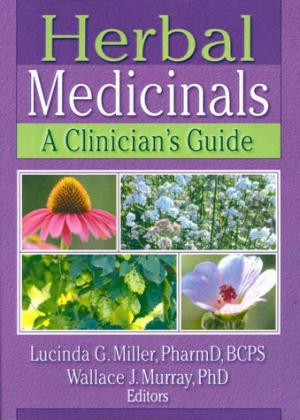 Herbal
Medicinals
A Clinician's Guide
Lucinda G. Miller, PharmD, BCPS
Wallace J. Murray, PhD
Editors